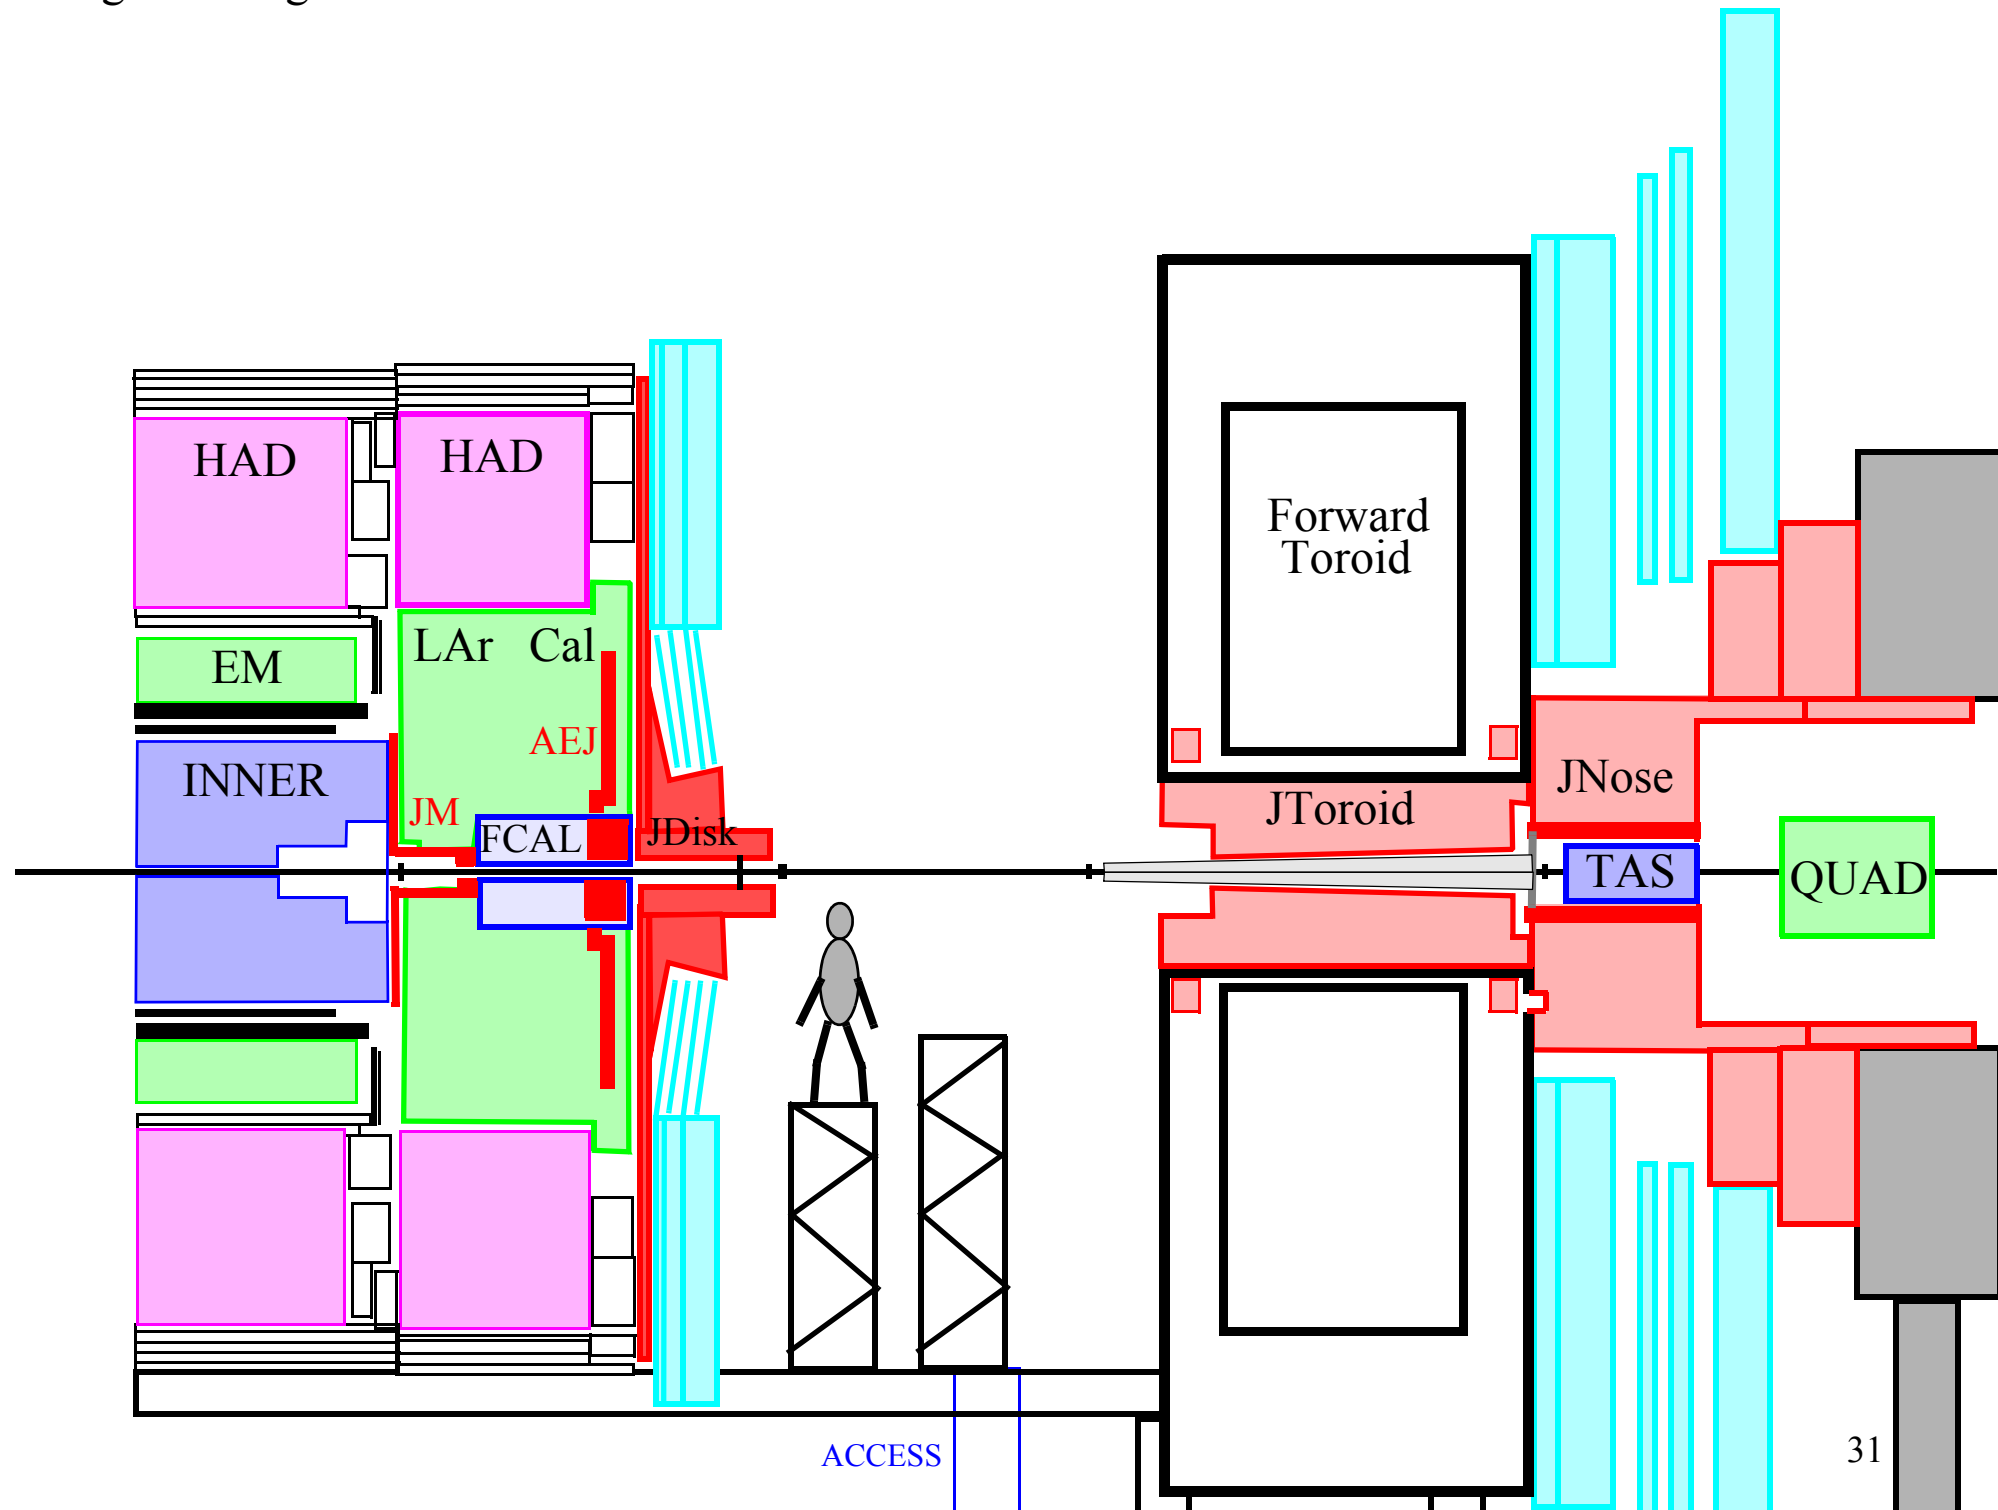 HAD
HAD
Forward
Toroid
LAr Cal
EM
AEJ
INNER
JNose
JM
JToroid
FCAL
JDisk
TAS
QUAD
ACCESS
31